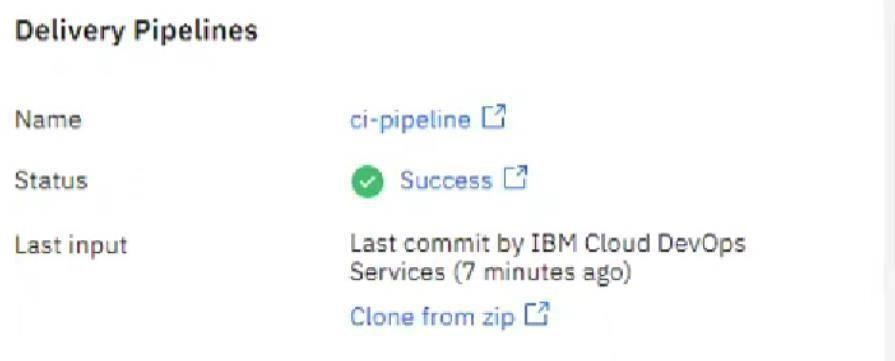 Delivery Pipelines
Name ci-pipeline
Status Success
Last input Last commit by IBM Cloud DevOps
Services (7 minutes ago)
Clone from zip